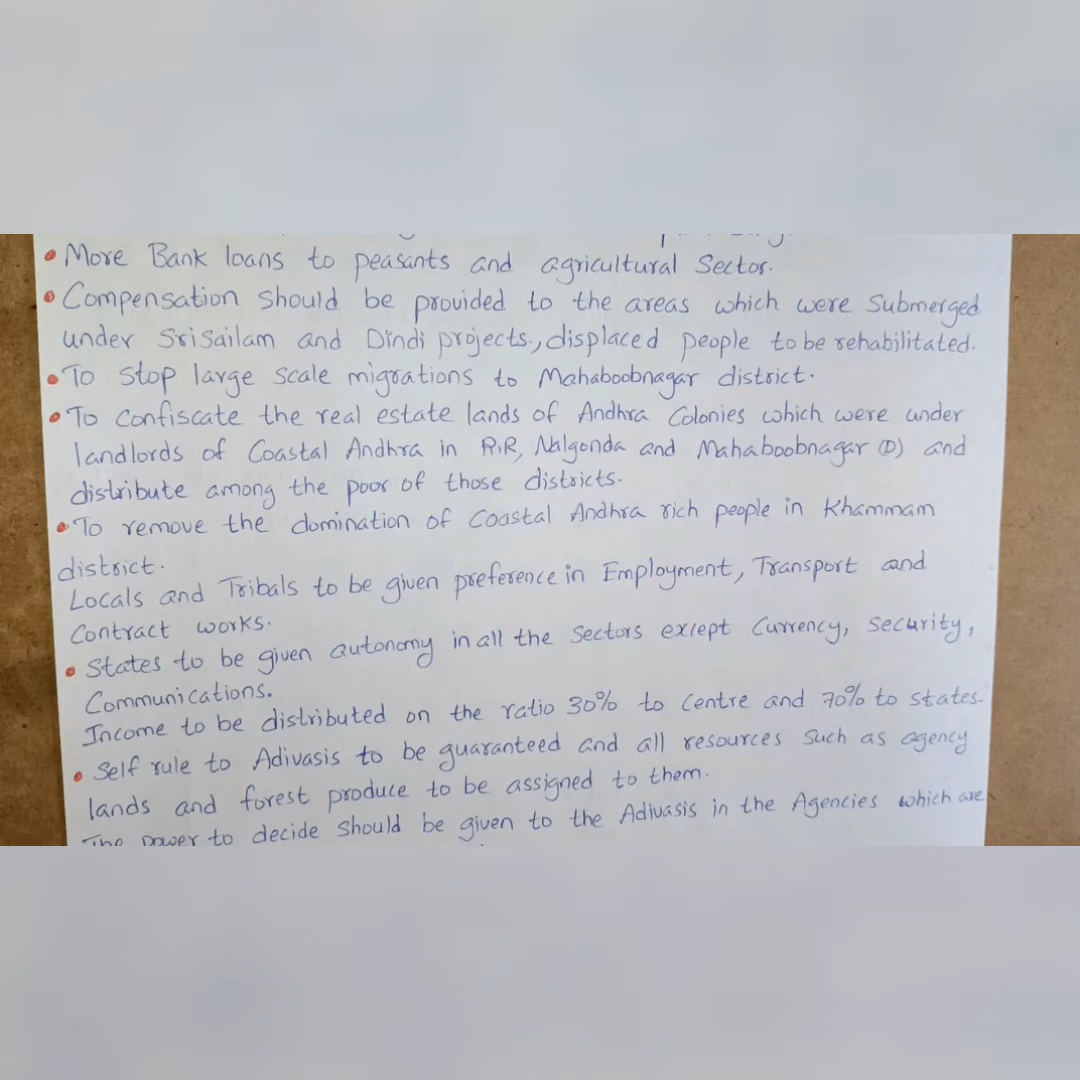 • More Bank loans to peasants and agricultural Sector.
• Compensation should be provided to the areas which were Submerged
under Srisailam and Dindi projects., displaced people to be rehabilitated.
• To stop large scale migrations to Mahaboobnagar district.
• To confiscate the real estate lands of Andhra Colonies which were under
landlords of Coastal Andhra in R.R, Nalgonda and Mahaboobnagar (D) and
distribute among the poor of those districts.
• To remove the domination of Coastal Andhra rich people in Khammam
district.
Locals and Tribals to be given preference in Employment, Transport and
Contract works.
• States to be given autonomy in all the Sectors except Currency, Security,
Communications.
Income to be distributed on the ratio 30% to Centre and 70% to states.
• Self rule to Adivasis to be guaranteed and all resources such as agency
lands and forest produce to be assigned to them.
The power to decide should be given to the Adivasis in the Agencies which are